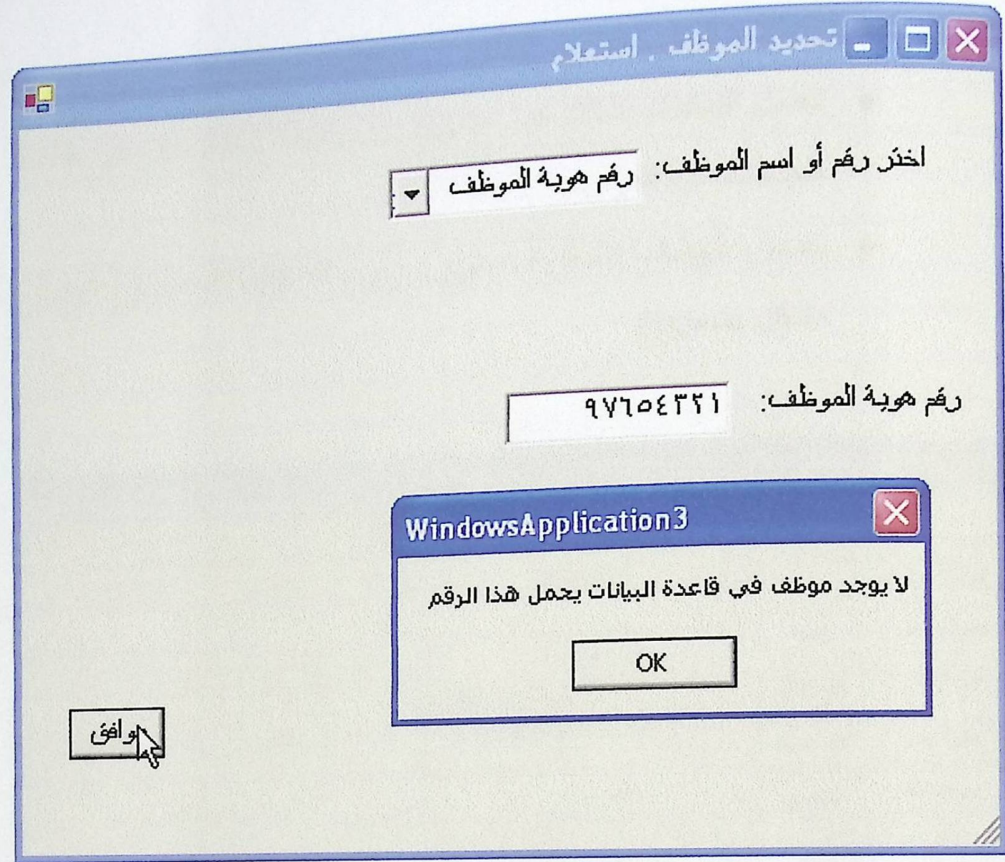 تحديد الموظف . استعلام
اختر رقم أو اسم الموظف: رقم هوية الموظف
رقم هوية الموظف: ٩٧٦٥٤٣٢١
WindowsApplication3
لا يوجد موظف في قاعدة البيانات يحمل هذا الرقم
OK
موافق